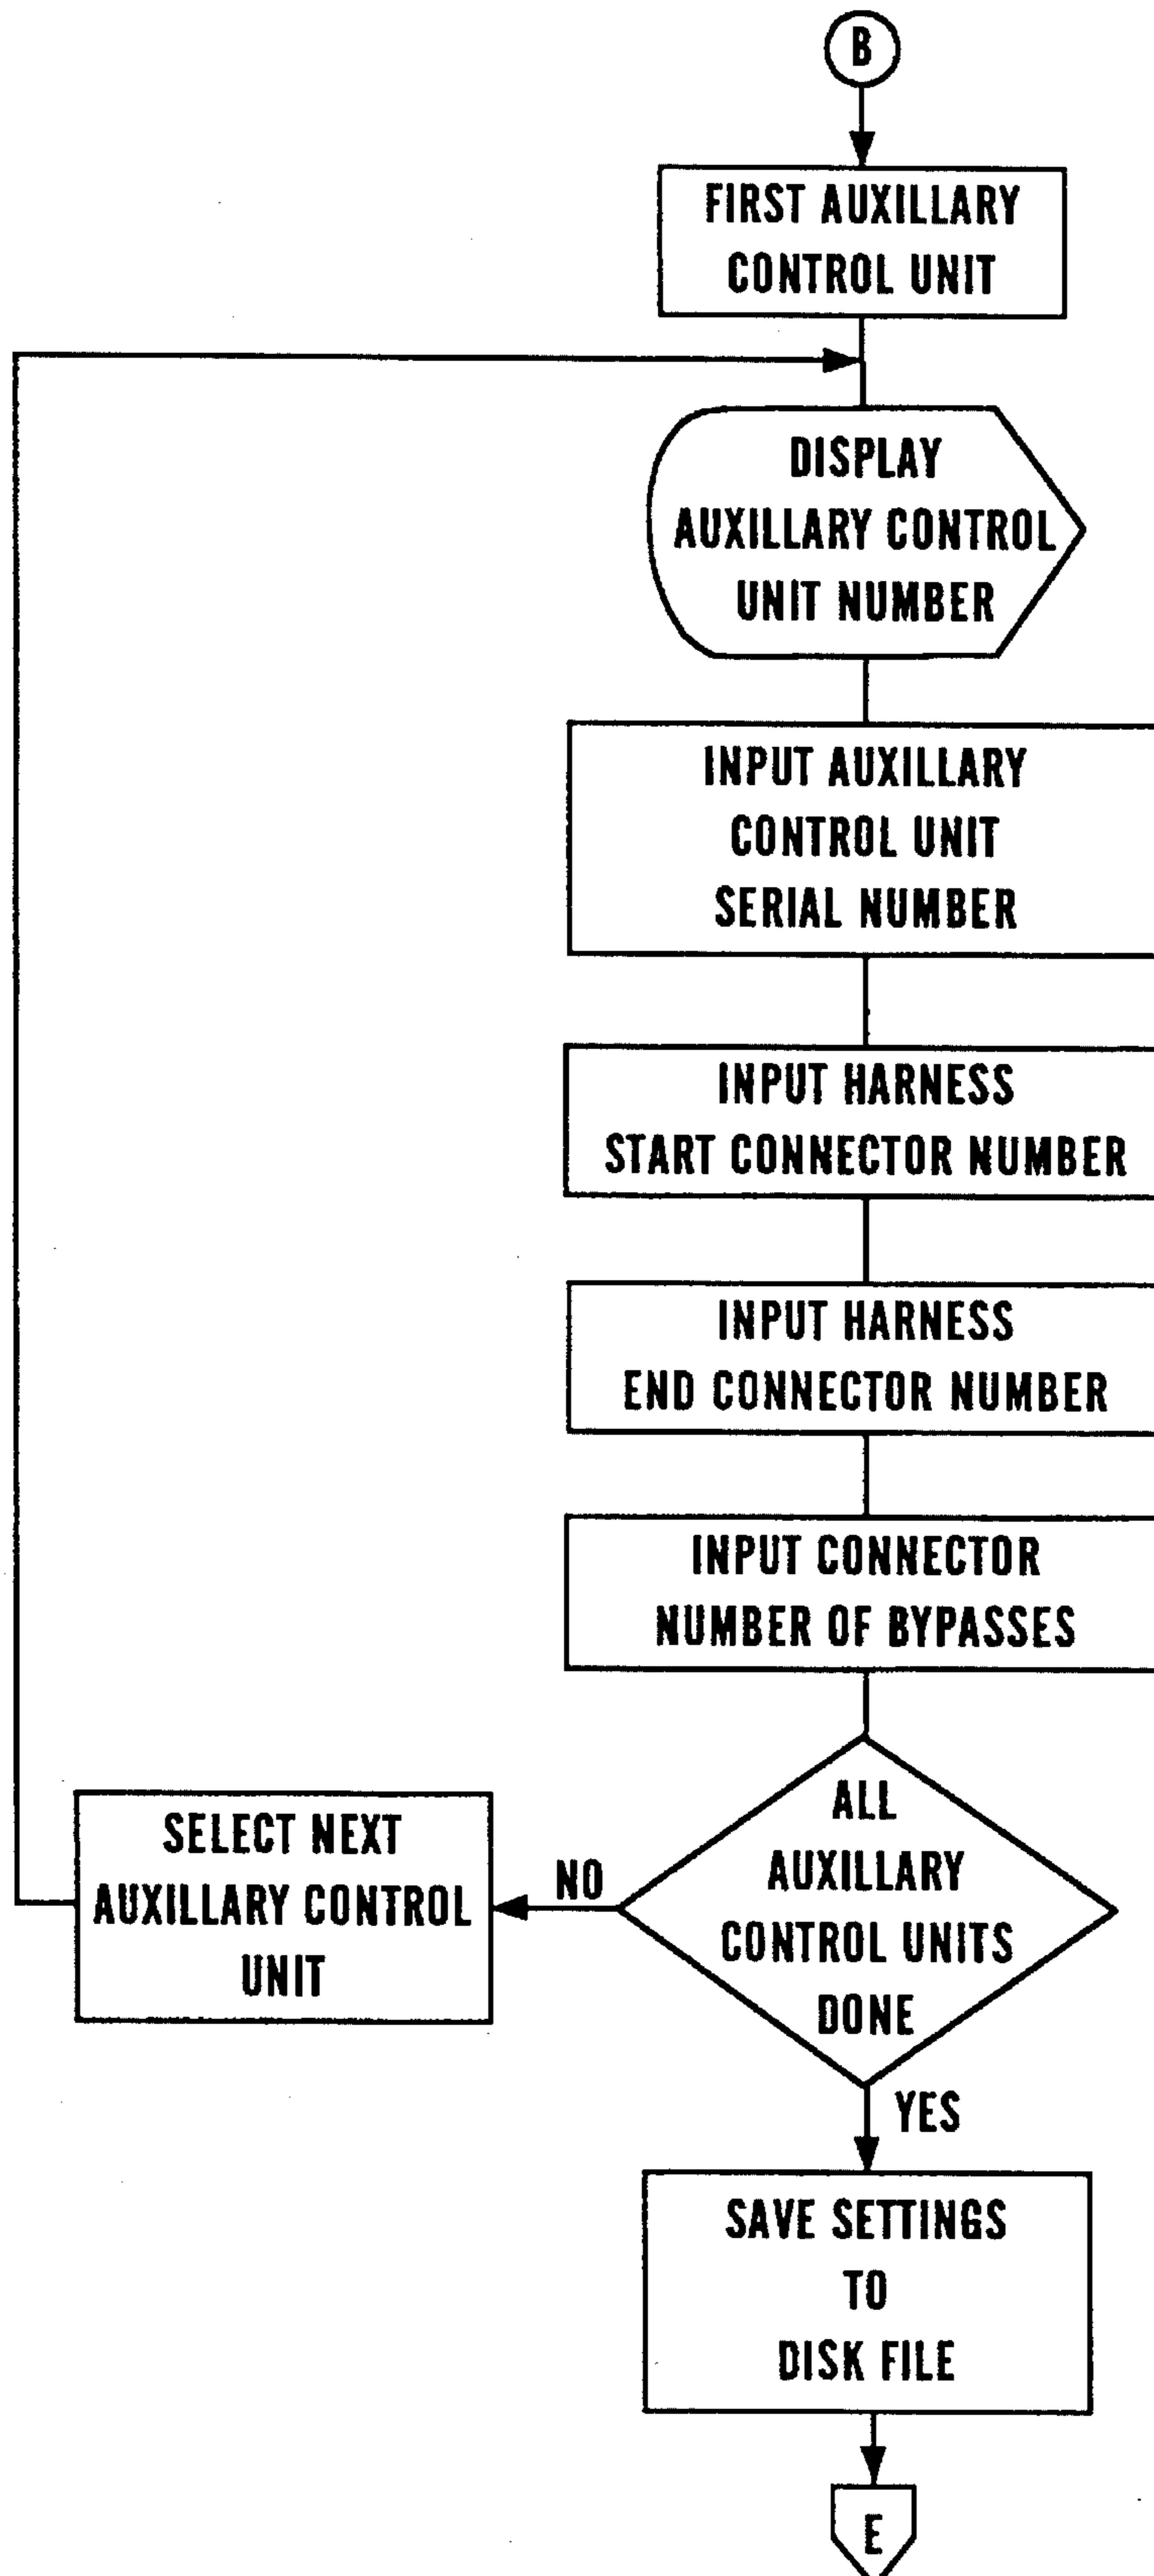 B
FIRST AUXILLARY
CONTROL UNIT
DISPLAY
AUXILLARY CONTROL
UNIT NUMBER
INPUT AUXILLARY
CONTROL UNIT
SERIAL NUMBER
INPUT HARNESS
START CONNECTOR NUMBER
INPUT HARNESS
END CONNECTOR NUMBER
INPUT CONNECTOR
NUMBER OF BYPASSES
ALL
AUXILLARY
CONTROL UNITS
DONE
NO
SELECT NEXT
AUXILLARY CONTROL
UNIT
YES
SAVE SETTINGS
TO
DISK FILE
E